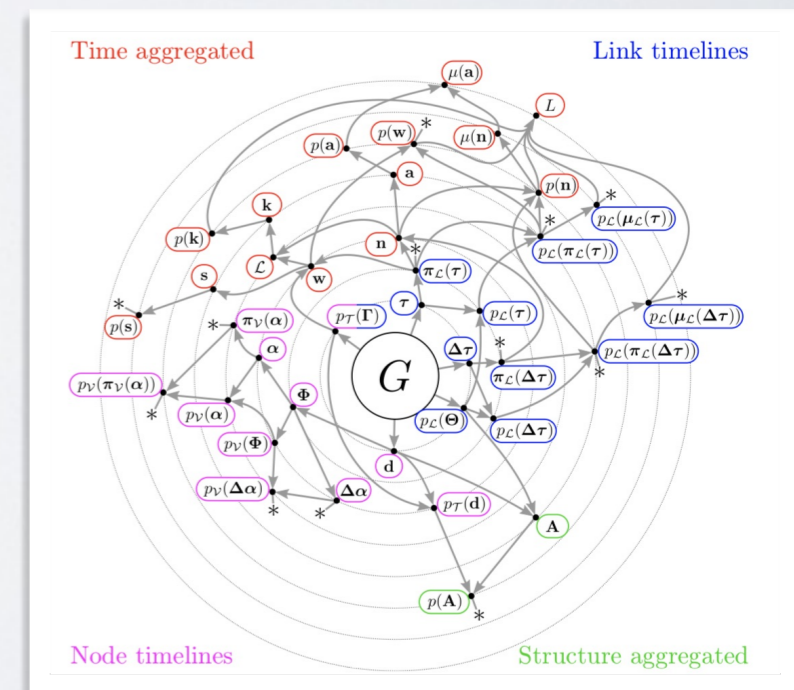 Time aggregated
Link timelines
μ(a)
L
p(w) *
μ(n)
p(a)
a
p(n)
k
*
p_ℒ(μ_ℒ(τ))
p(k)
n
*
p_ℒ(π_ℒ(τ))
ℒ
w
*
π_ℒ(τ)
s
*
p(s)
τ
p_𝒯(Γ)
p_ℒ(τ)
*
p_ℒ(μ_ℒ(Δτ))
* π_𝒱(α)
α
Δτ
*
p_ℒ(π_ℒ(Δτ))
*
G
π_ℒ(Δτ)
p_𝒱(π_𝒱(α))
*
p_𝒱(α)
Φ
p_ℒ(Θ)
p_ℒ(Δτ)
p_𝒱(Φ)
d
p_𝒱(Δα)
*
Δα
*
p_𝒯(d)
A
p(A)
*
Node timelines
Structure aggregated